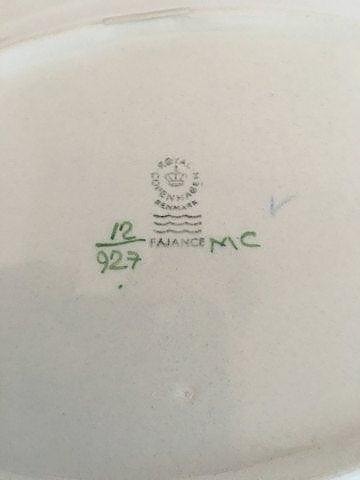 ROYAL COPENHAGEN
DENMARK
FAJANCE
12
927
MC